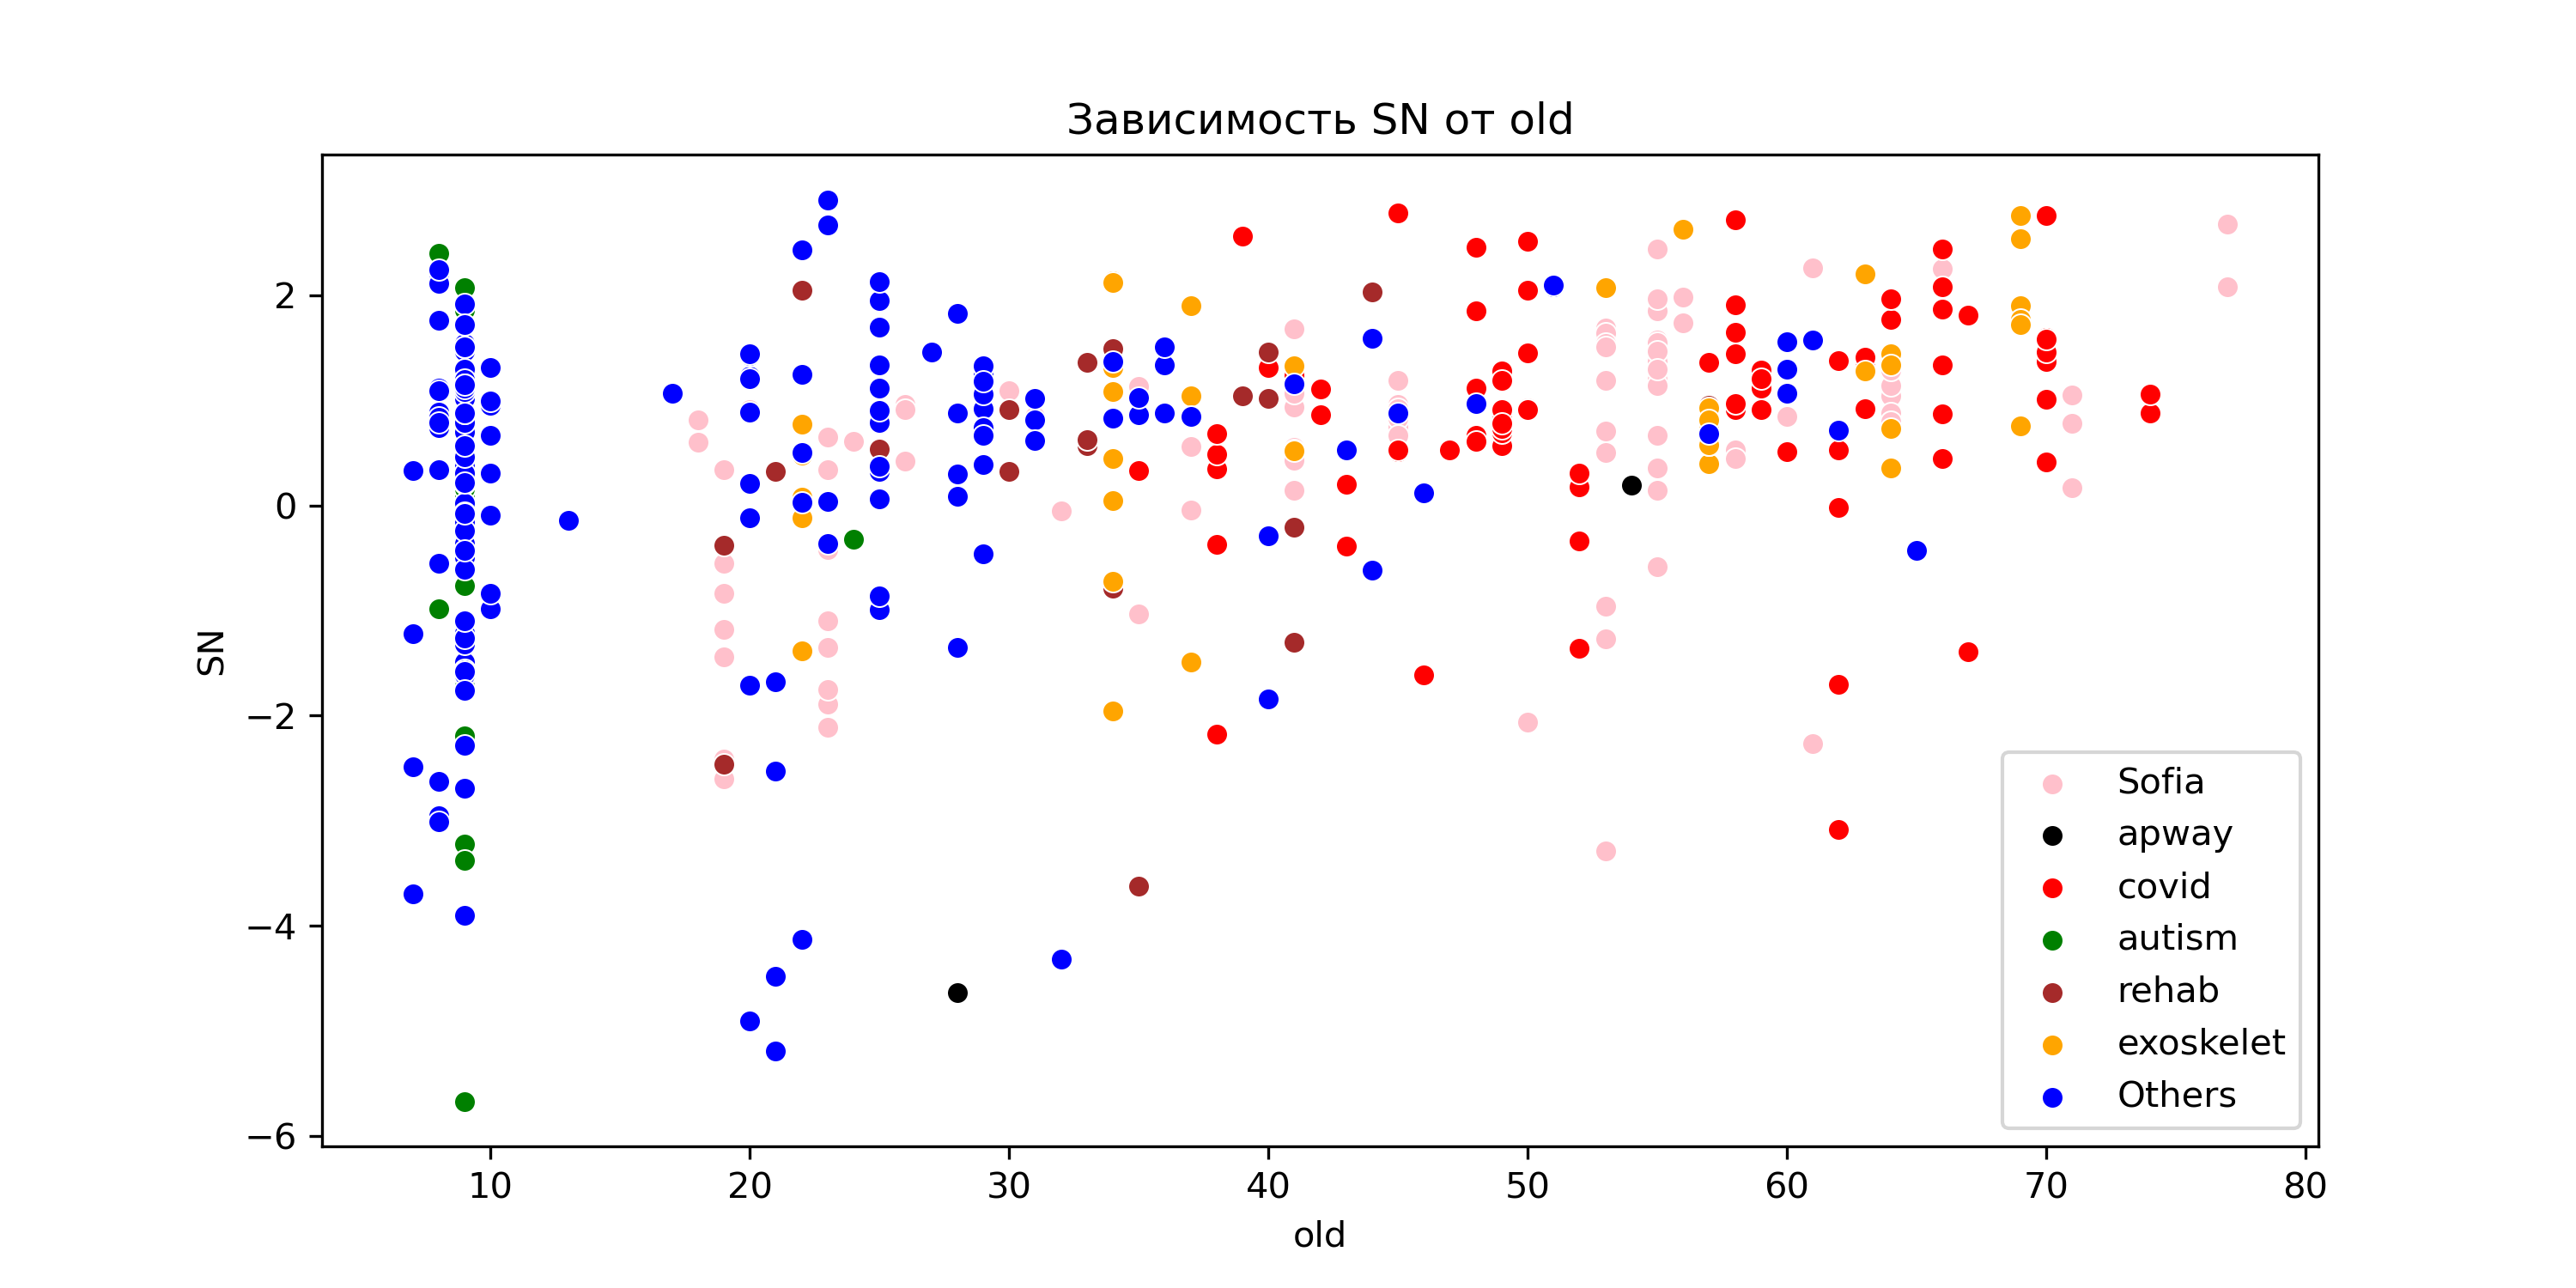 Зависимость SN от old
SN
2
0
−2
−4
−6
10 20 30 40 50 60 70 80
old
Sofia
apway
covid
autism
rehab
exoskelet
Others